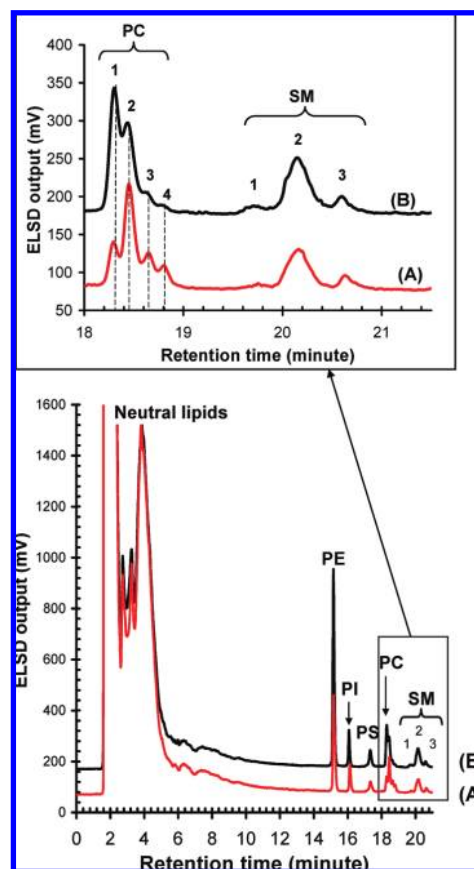 PC
1
2
3
4
SM
1
2
3
(B)
(A)
ELSD output (mV)
400
350
300
250
200
150
100
50
18 19 20 21
Retention time (minute)
Neutral lipids
PE
PI
PS
PC
SM
1 2 3
(B
(A
ELSD output (mV)
1600
1400
1200
1000
800
600
400
200
0
0 2 4 6 8 10 12 14 16 18 20
Retention time (minute)